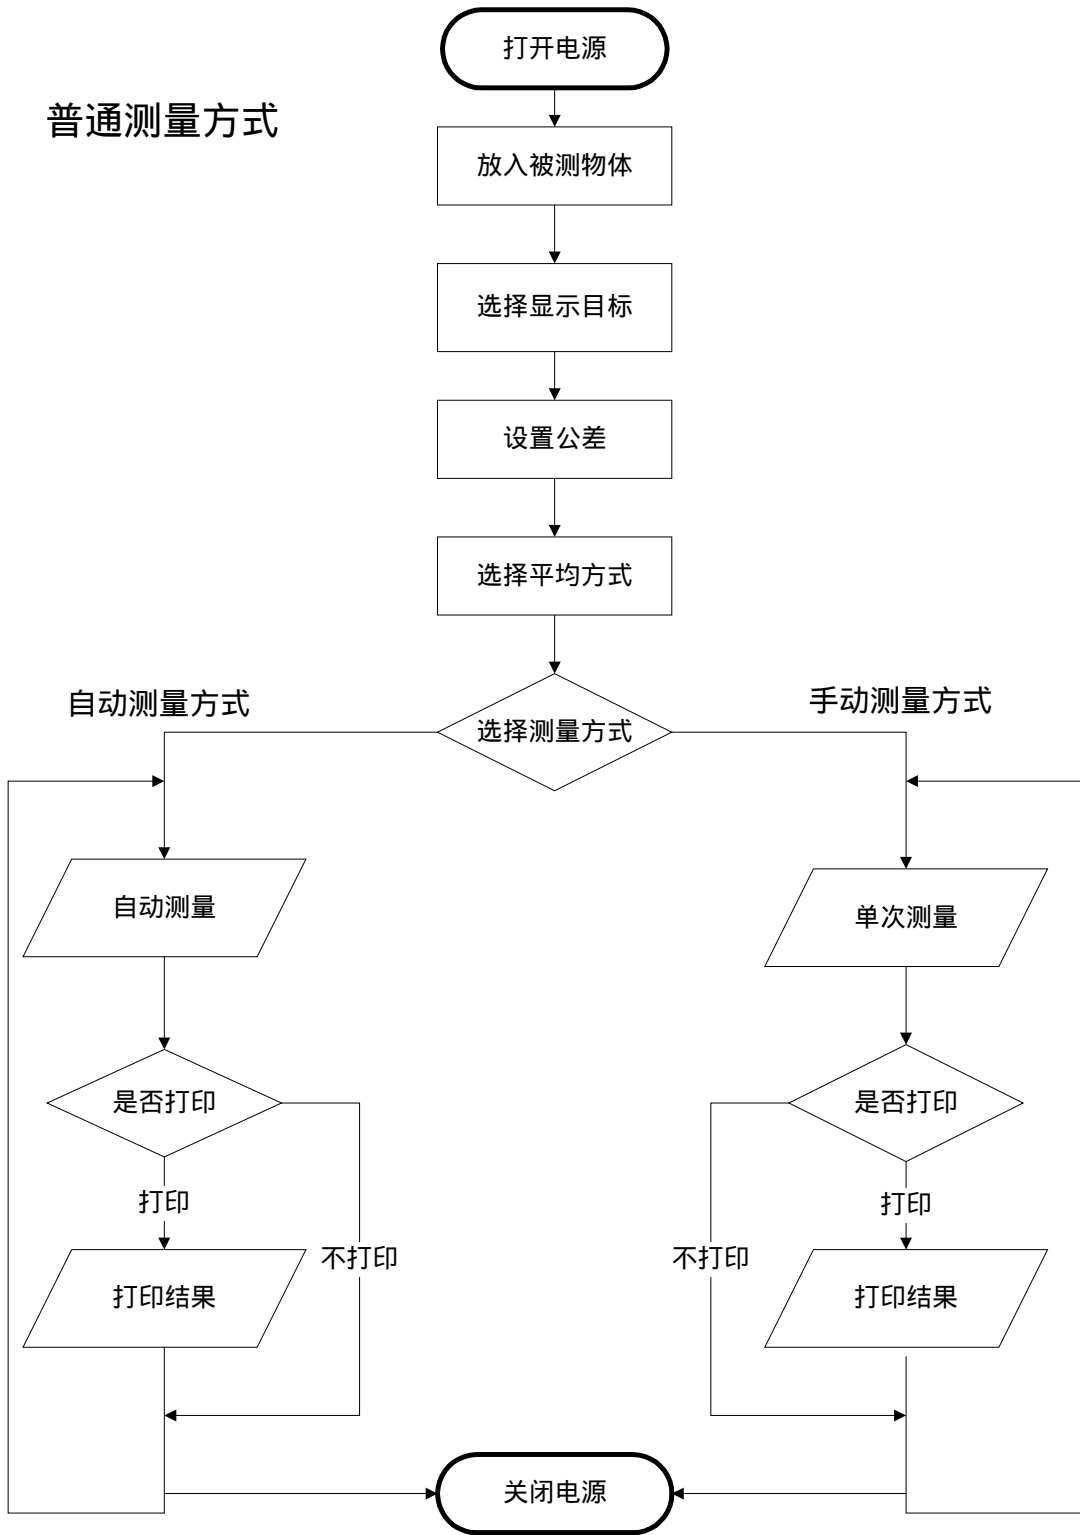 打开电源
普通测量方式
放入被测物体
选择显示目标
设置公差
选择平均方式
自动测量方式
手动测量方式
选择测量方式
自动测量
单次测量
是否打印
是否打印
打印
打印
不打印
不打印
打印结果
打印结果
关闭电源